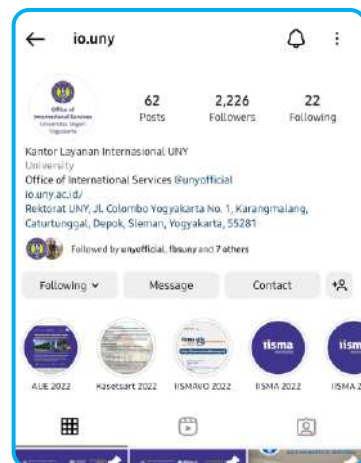 io.uny
Office of
International Services
Universitas Negeri
Yogyakarta
62
Posts
2,226
Followers
22
Following
Kantor Layanan Internasional UNY
University
Office of International Services @unyofficial
io.uny.ac.id/
Rektorat UNY, Jl. Colombo Yogyakarta No. 1, Karangmalang,
Caturtunggal, Depok, Sleman, Yogyakarta, 55281
Followed by unyofficial, fbsuny and 7 others
Following
Message
Contact
iisma
iisma
AUE 2022
Kasetsart 2022
IISMAVO 2022
IISMA 2022
IISMA 2